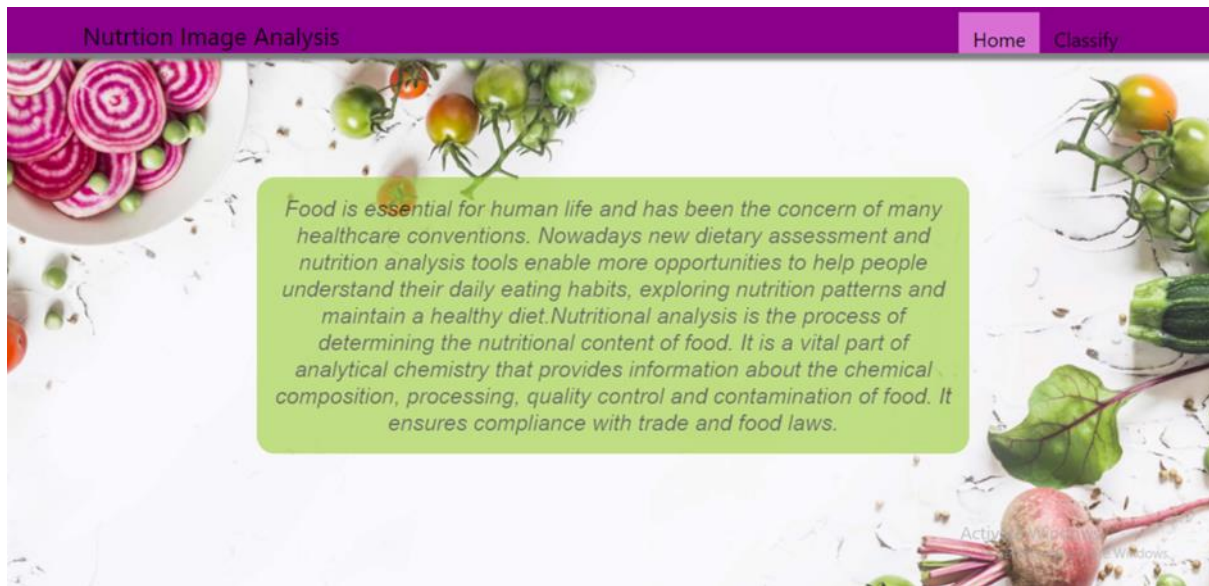 Nutrtion Image Analysis
Home
Classify
Food is essential for human life and has been the concern of many
healthcare conventions. Nowadays new dietary assessment and
nutrition analysis tools enable more opportunities to help people
understand their daily eating habits, exploring nutrition patterns and
maintain a healthy diet.Nutritional analysis is the process of
determining the nutritional content of food. It is a vital part of
analytical chemistry that provides information about the chemical
composition, processing, quality control and contamination of food. It
ensures compliance with trade and food laws.
Windows.